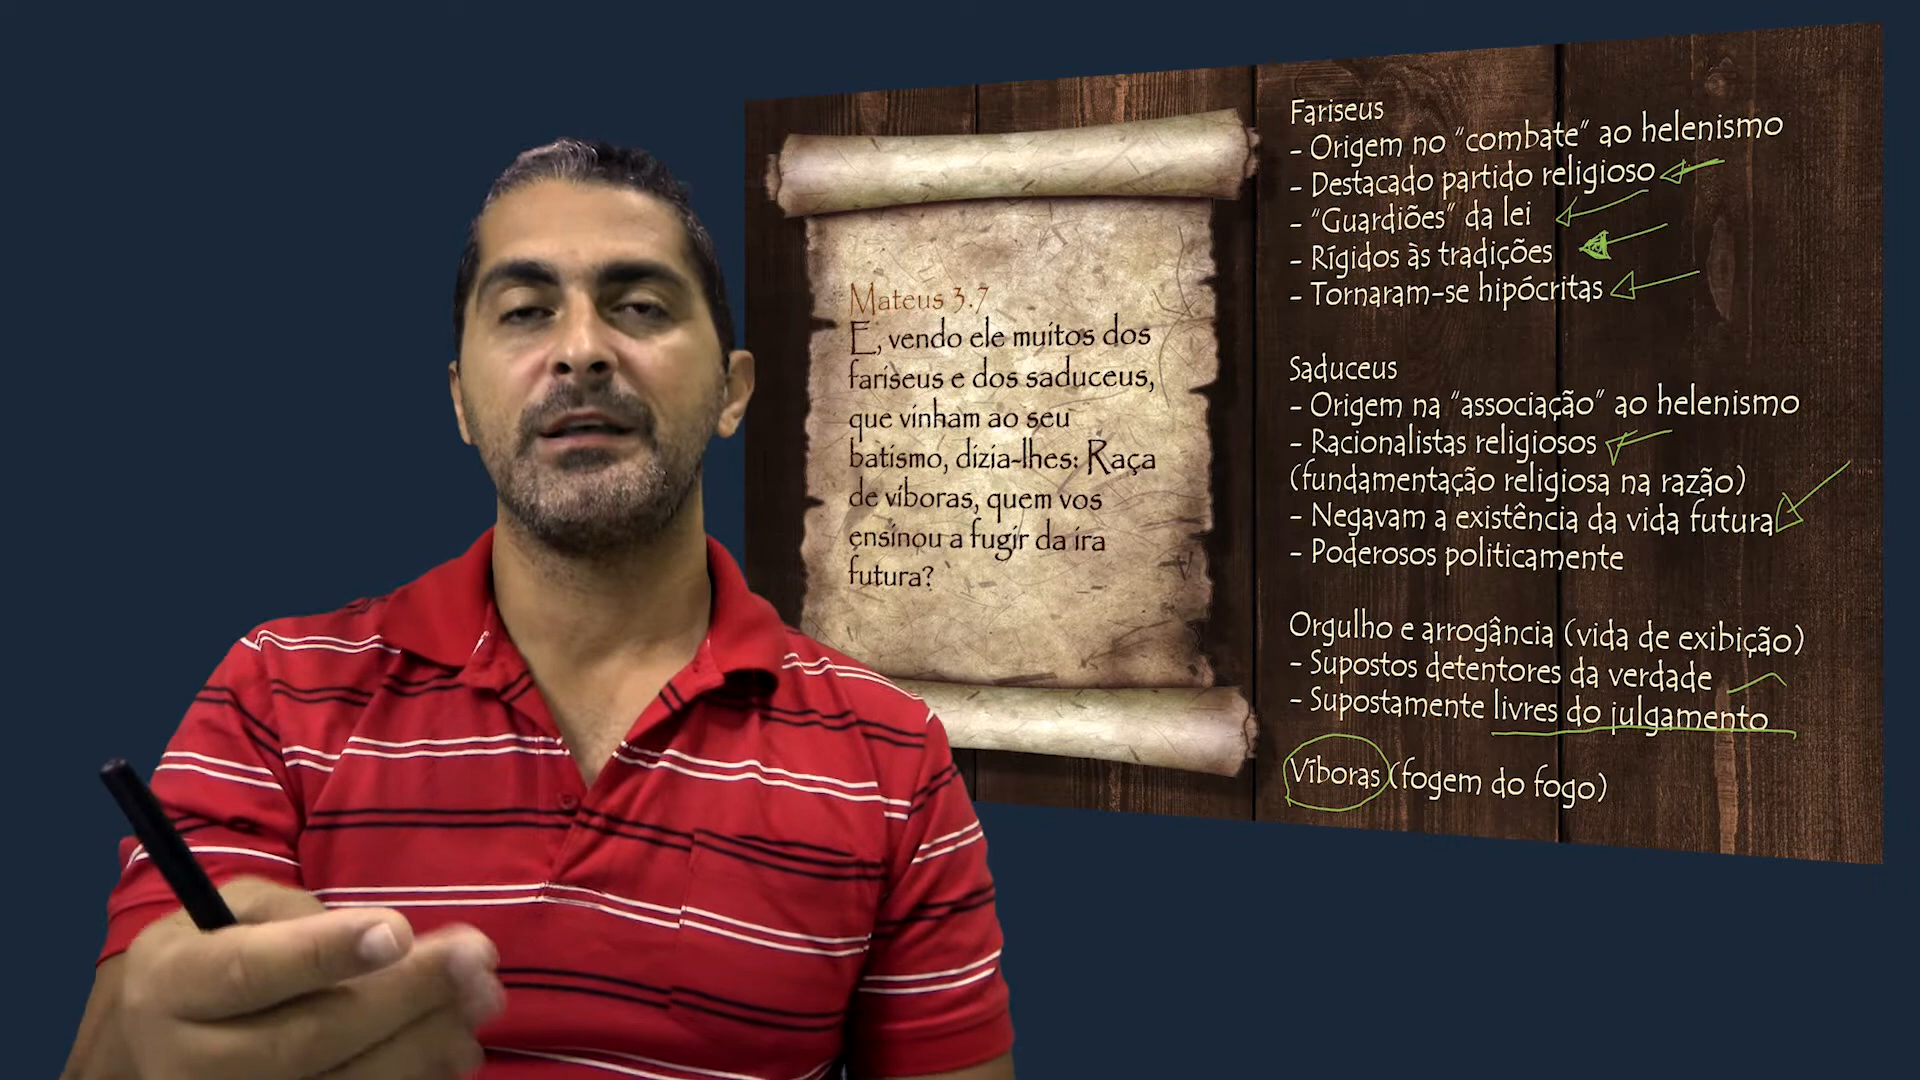 Mateus 3.7
E, vendo ele muitos dos
fariseus e dos saduceus,
que vinham ao seu
batismo, dizia-lhes: Raça
de víboras, quem vos
ensinou a fugir da ira
futura?
Fariseus
- Origem no "combate" ao helenismo
- Destacado partido religioso
- "Guardiões" da lei
- Rígidos às tradições
- Tornaram-se hipócritas
Saduceus
- Origem na "associação" ao helenismo
- Racionalistas religiosos
(fundamentação religiosa na razão)
- Negavam a existência da vida futura
- Poderosos politicamente
Orgulho e arrogância (vida de exibição)
- Supostos detentores da verdade
- Supostamente livres do julgamento
Víboras (fogem do fogo)